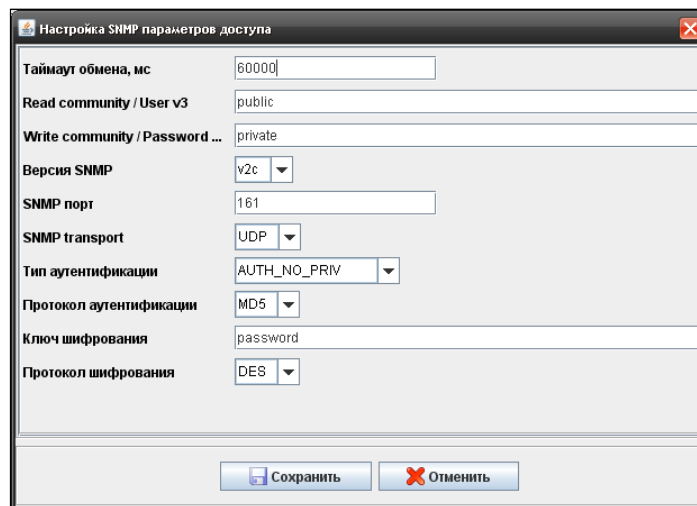 Настройка SNMP параметров доступа
Таймаут обмена, мс 60000
Read community / User v3 public
Write community / Password ... private
Версия SNMP v2c
SNMP порт 161
SNMP transport UDP
Тип аутентификации AUTH_NO_PRIV
Протокол аутентификации MD5
Ключ шифрования password
Протокол шифрования DES
Сохранить Отменить